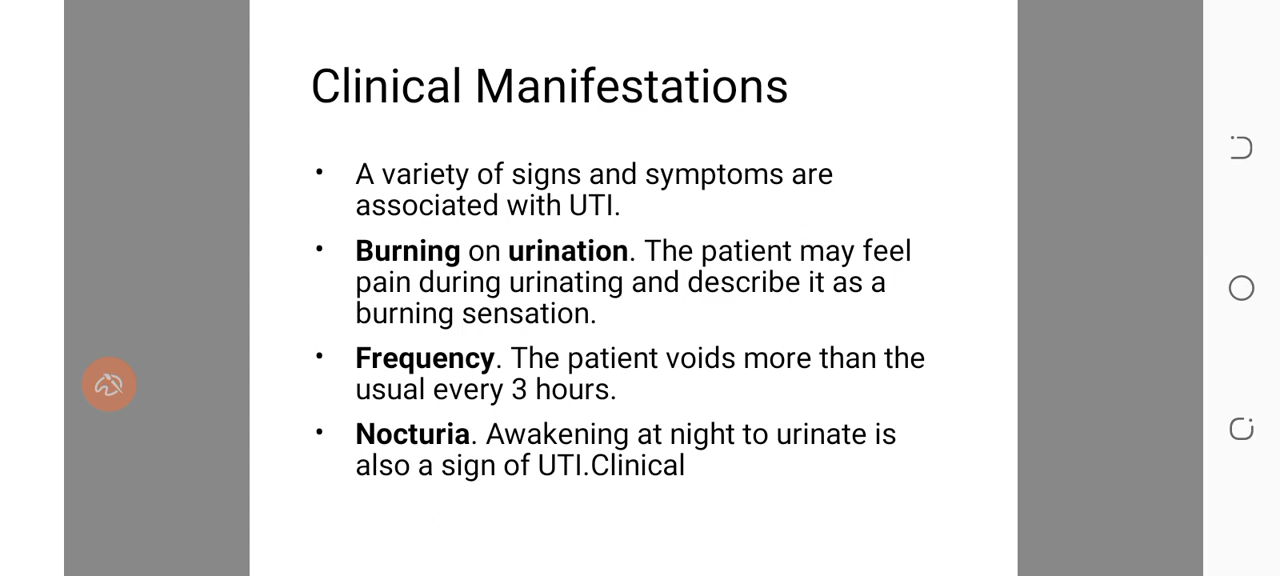 Clinical Manifestations
• A variety of signs and symptoms are
associated with UTI.
• Burning on urination. The patient may feel
pain during urinating and describe it as a
burning sensation.
• Frequency. The patient voids more than the
usual every 3 hours.
• Nocturia. Awakening at night to urinate is
also a sign of UTI.Clinical